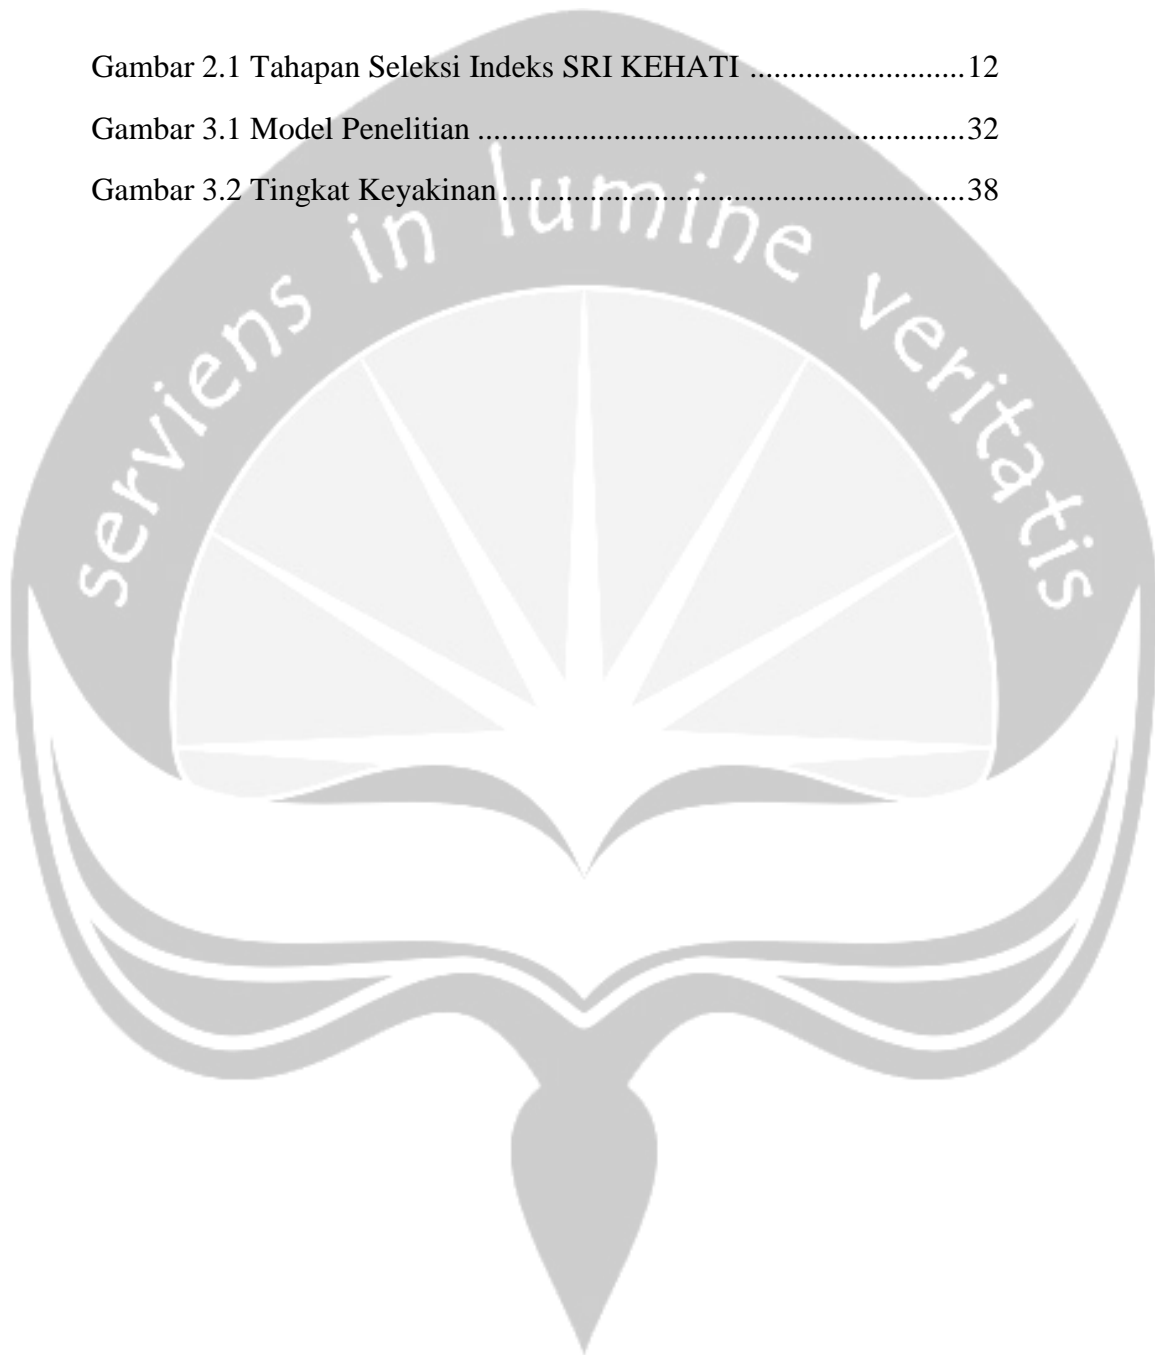 Gambar 2.1 Tahapan Seleksi Indeks SRI KEHATI ..........................12
Gambar 3.1 Model Penelitian ............................................................32
Gambar 3.2 Tingkat Keyakinan.........................................................38
serviens in lumine veritatis